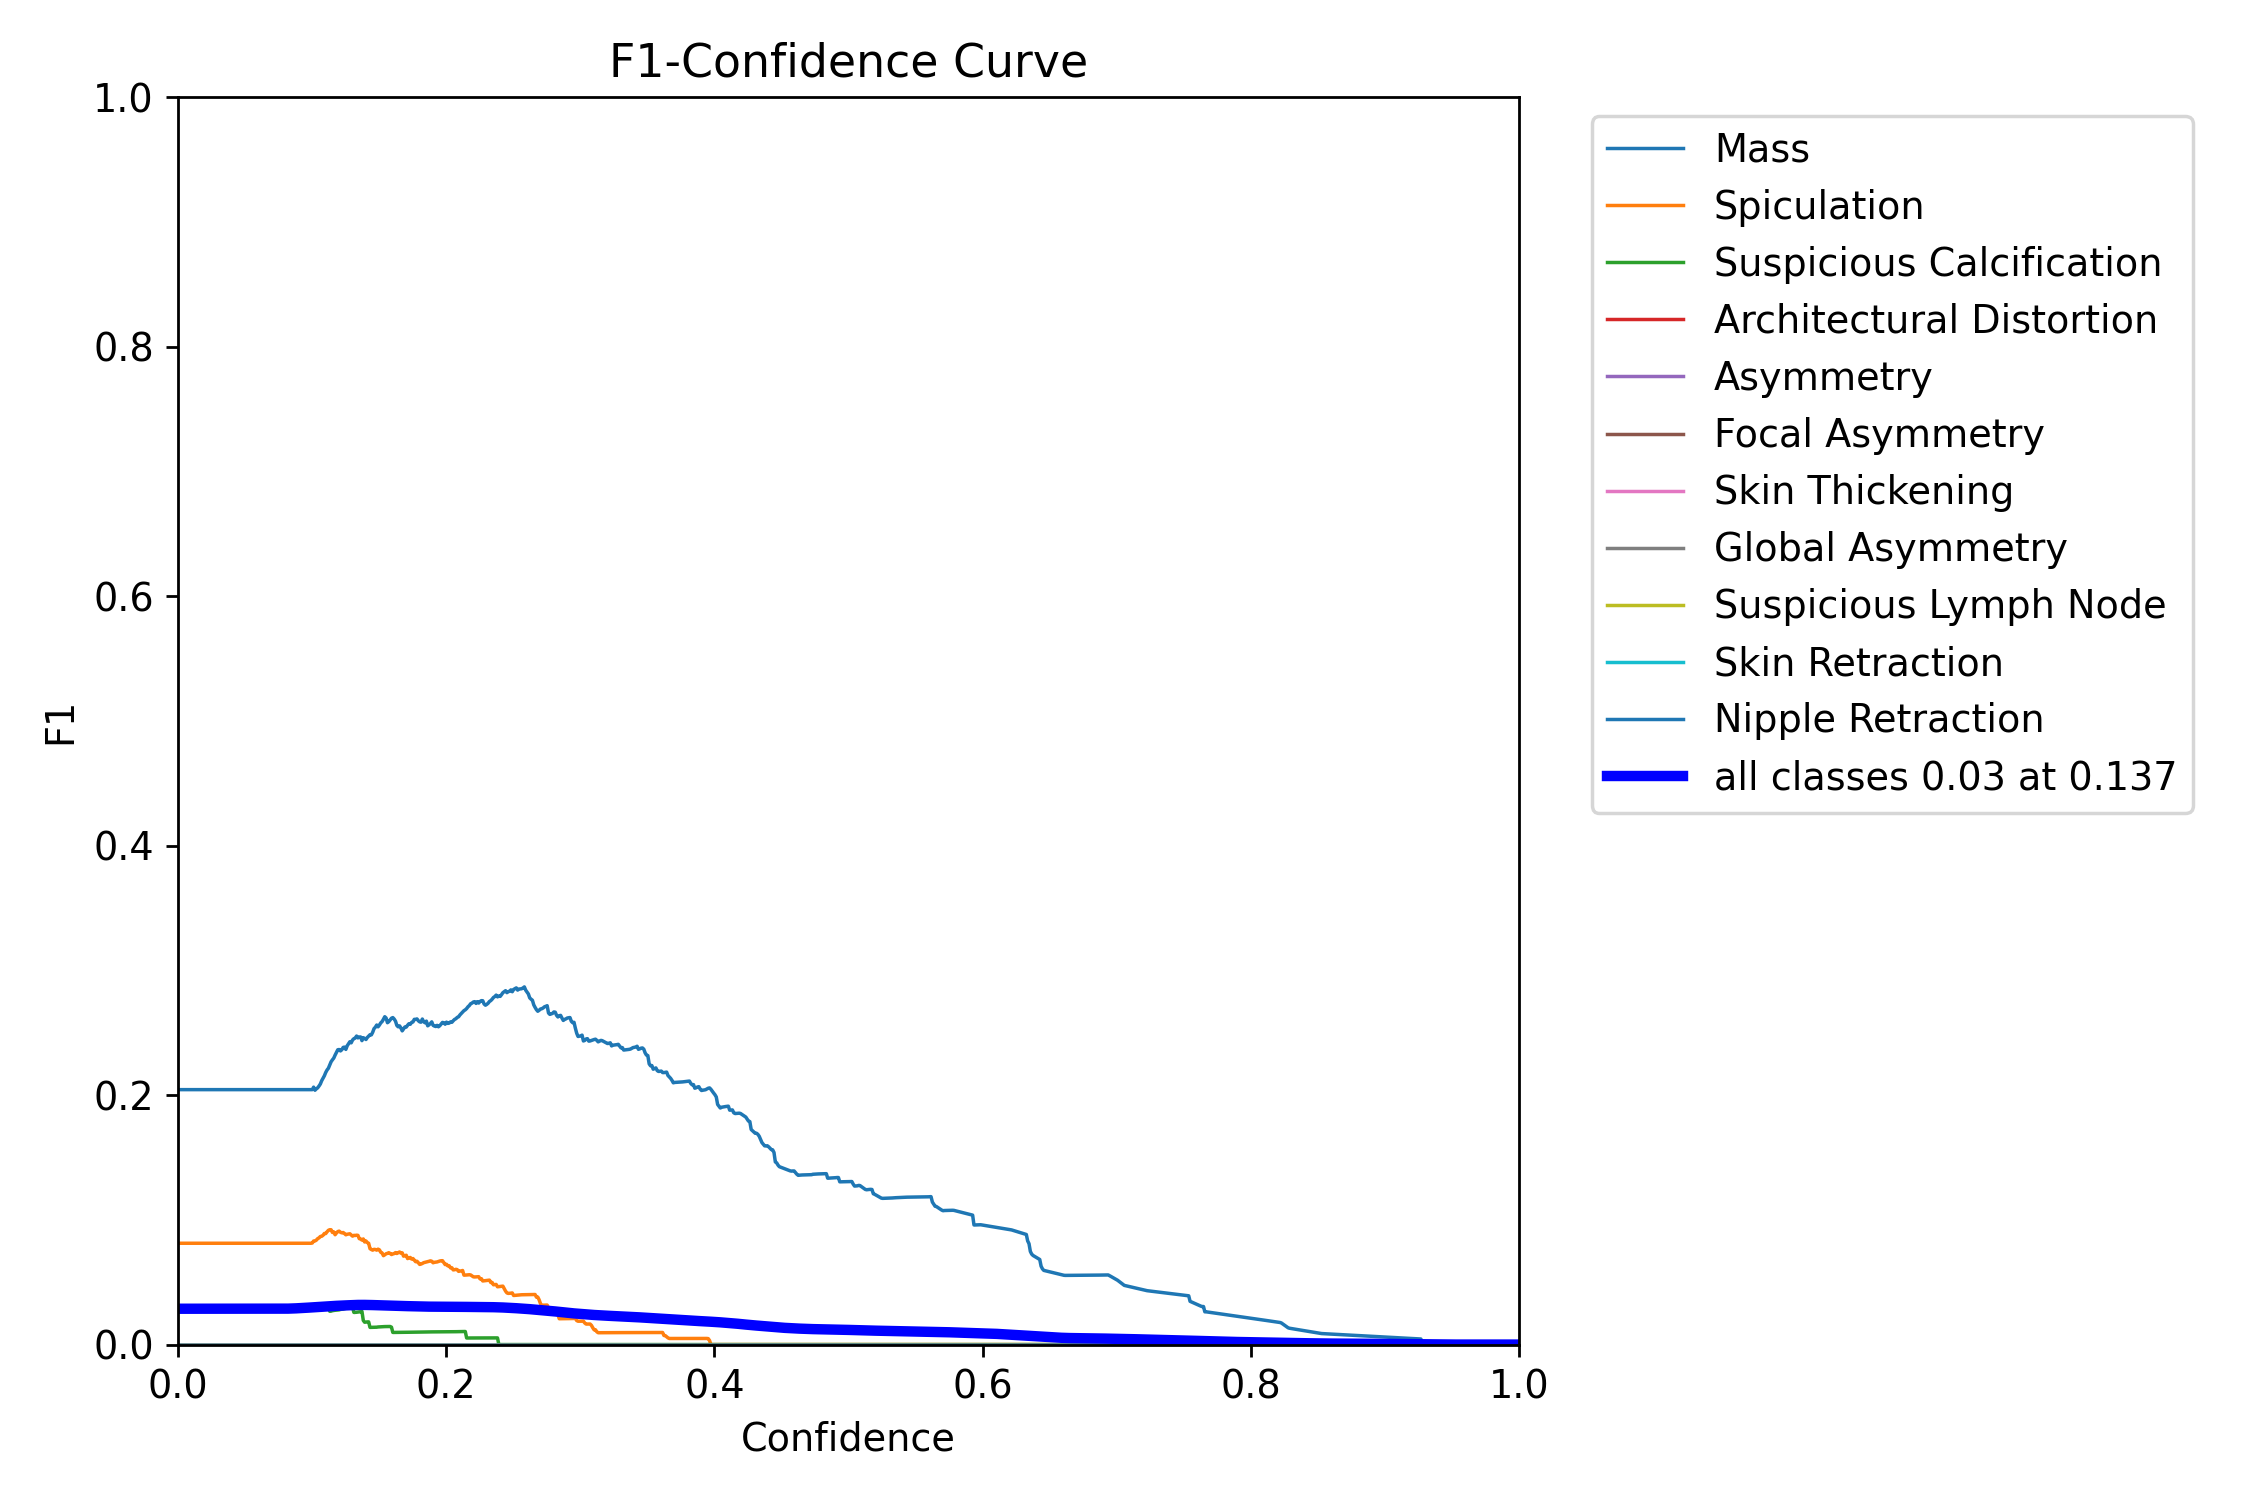 F1-Confidence Curve
1.0
0.8
0.6
0.4
0.2
0.0
F1
0.0 0.2 0.4 0.6 0.8 1.0
Confidence
Mass
Spiculation
Suspicious Calcification
Architectural Distortion
Asymmetry
Focal Asymmetry
Skin Thickening
Global Asymmetry
Suspicious Lymph Node
Skin Retraction
Nipple Retraction
all classes 0.03 at 0.137